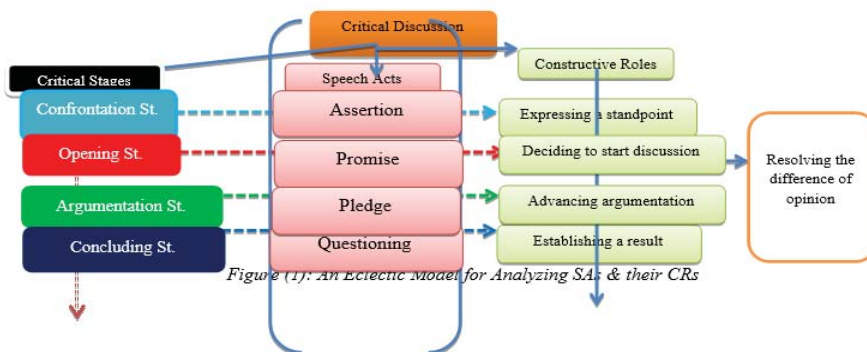 Critical Discussion
Constructive Roles
Critical Stages
Speech Acts
Confrontation St.
Assertion
Expressing a standpoint
Opening St.
Promise
Deciding to start discussion
Resolving the
difference of
opinion
Argumentation St.
Pledge
Advancing argumentation
Concluding St.
Questioning
Establishing a result
Figure (1): An Eclectic Model for Analyzing SAs & their CRs